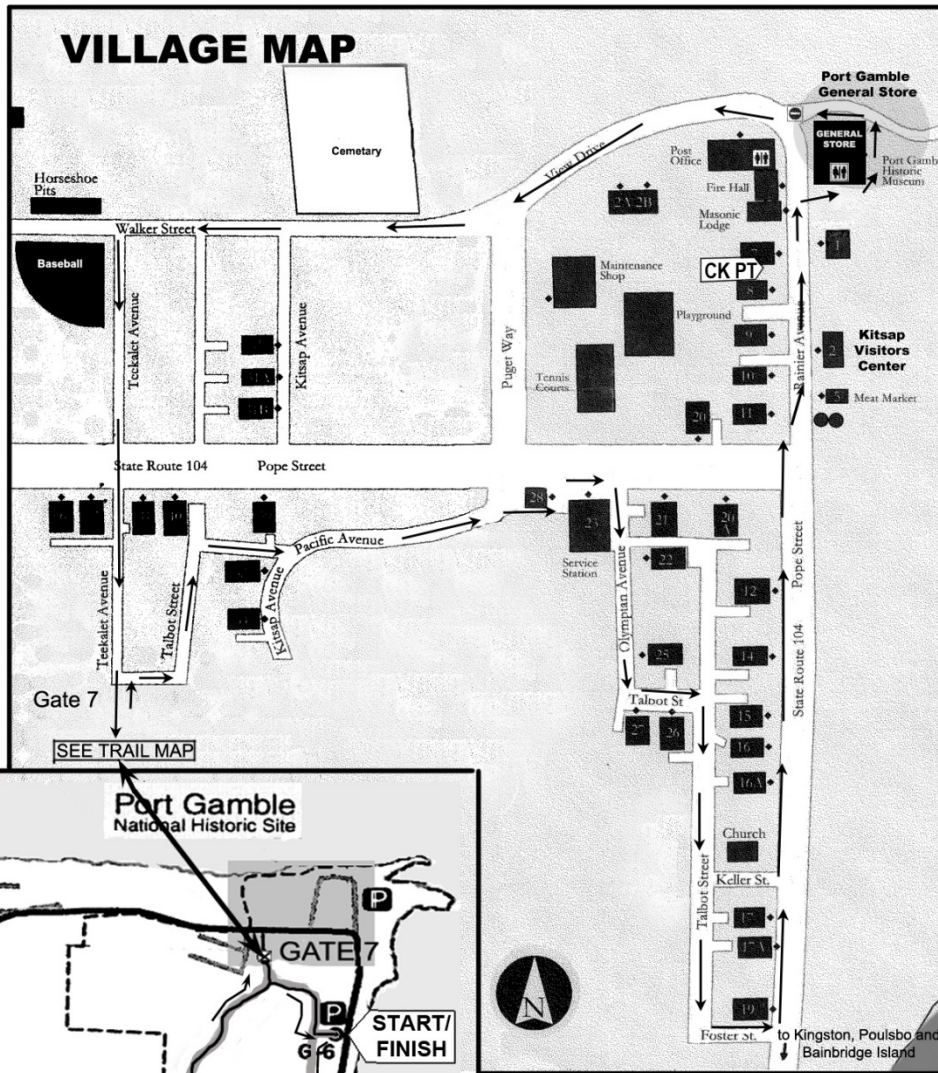 VILLAGE MAP
Port Gamble
General Store
Cemetary
GENERAL
STORE
Post
Office
Port Gamb
Historic
Museum
View Drive
Horseshoe
Pits
Fire Hall
2A 2B
Masonic
Lodge
Walker Street
1
7
Baseball
Maintenance
Shop
CK PT
8
Teekalet Avenue
Kitsap Avenue
Playground
Puget Way
9
Rainier Avenue
2
Kitsap
Visitors
Center
Tennis
Courts
10
5
Meat Market
20
11
State Route 104
Pope Street
28
23
21
20
A
Pacific Avenue
Service
Station
22
Olympian Avenue
Pope Street
12
Teekalet Avenue
Talbot Street
Kitsap Avenue
25
14
State Route 104
Gate 7
Talbot St
15
27
26
16
SEE TRAIL MAP
16A
Port Gamble
National Historic Site
Church
Keller St.
P
Talbot Street
17
GATE 7
17A
N
P
START/
FINISH
19
G-6
Foster St.
to Kingston, Poulsbo and
Bainbridge Island